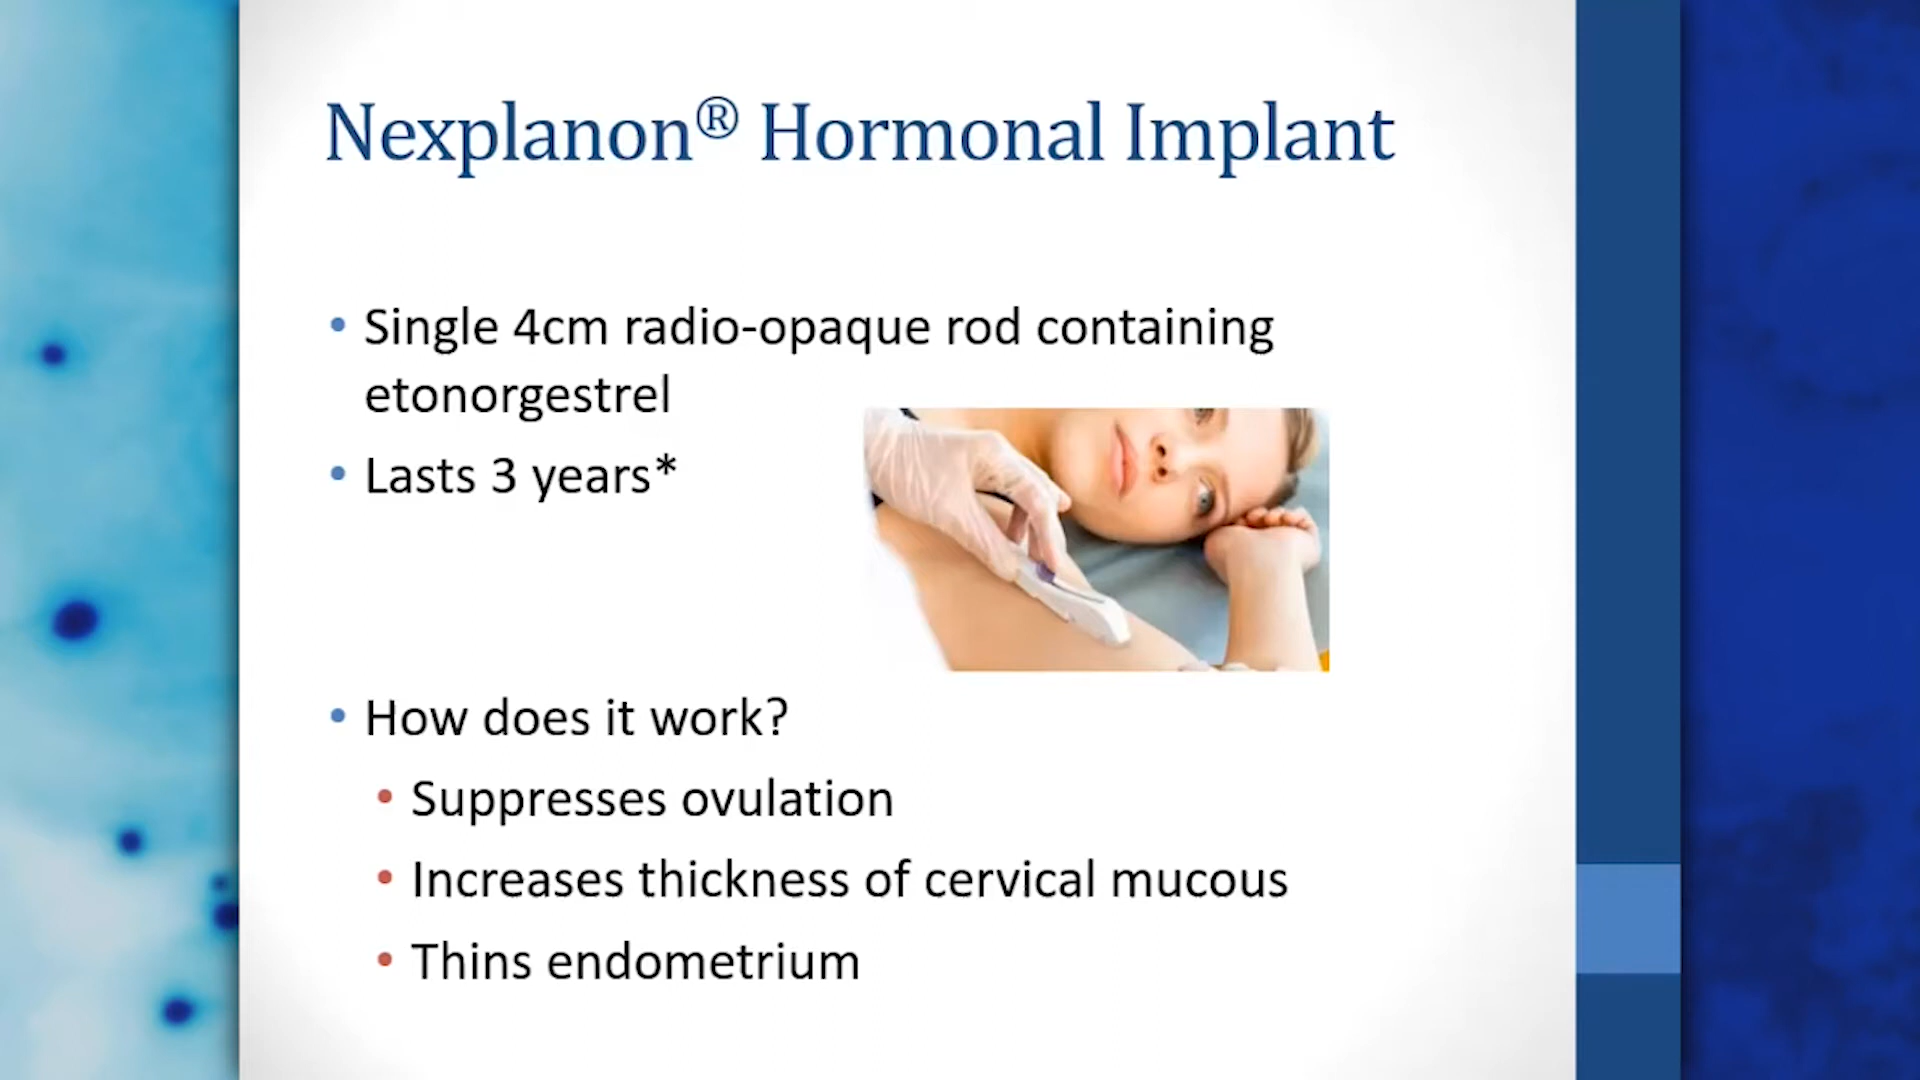 Nexplanon® Hormonal Implant
• Single 4cm radio-opaque rod containing
etonorgestrel
• Lasts 3 years*
• How does it work?
• Suppresses ovulation
• Increases thickness of cervical mucous
• Thins endometrium